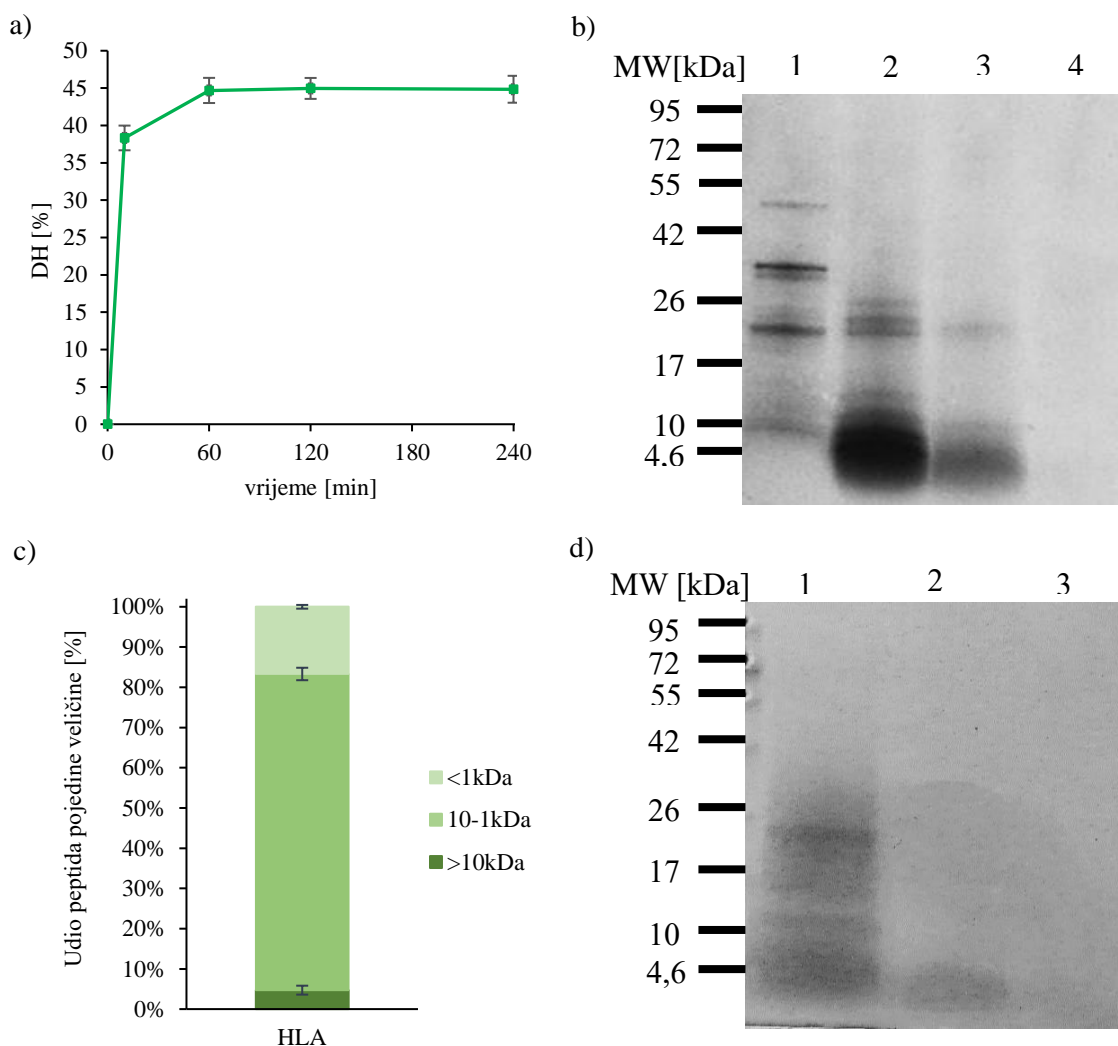 a)
50
45
40
35
30
25
20
15
10
5
0
DH [%]
0 60 120 180 240
vrijeme [min]
b)
MW[kDa] 1 2 3 4
95
72
55
42
26
17
10
4.6
c)
100%
90%
80%
70%
60%
50%
40%
30%
20%
10%
0%
Udio peptida pojedine veličine [%]
HLA
<1kDa
10-1kDa
>10kDa
d)
MW [kDa] 1 2 3
95
72
55
42
26
17
10
4,6